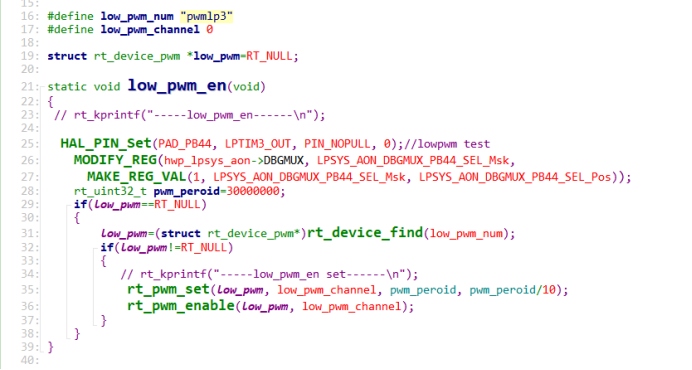 15:
16: #define low_pwm_num "pwmlp3"
17: #define low_pwm_channel 0
18:
19: struct rt_device_pwm *low_pwm=RT_NULL;
20:
21: static void low_pwm_en(void)
22: {
23: // rt_kprintf("-----low_pwm_en------\n");
24:
25: HAL_PIN_Set(PAD_PB44, LPTIM3_OUT, PIN_NOPULL, 0);//lowpwm test
26: MODIFY_REG(hwp_lpsys_aon->DBGMUX, LPSYS_AON_DBGMUX_PB44_SEL_Msk,
27: MAKE_REG_VAL(1, LPSYS_AON_DBGMUX_PB44_SEL_Msk, LPSYS_AON_DBGMUX_PB44_SEL_Pos));
28: rt_uint32_t pwm_peroid=30000000;
29: if(low_pwm==RT_NULL)
30: {
31: low_pwm=(struct rt_device_pwm*)rt_device_find(low_pwm_num);
32: if(low_pwm!=RT_NULL)
33: {
34: // rt_kprintf("-----low_pwm_en set------\n");
35: rt_pwm_set(low_pwm, low_pwm_channel, pwm_peroid, pwm_peroid/10);
36: rt_pwm_enable(low_pwm, low_pwm_channel);
37: }
38: }
39: }
40: